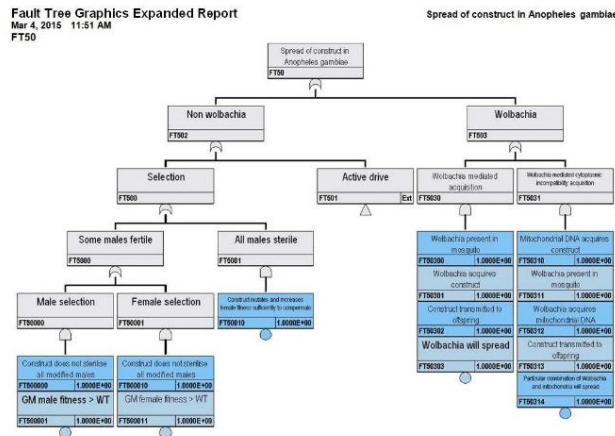 Fault Tree Graphics Expanded Report
Mar 4, 2015 11:51 AM
FT50
Spread of construct in Anopheles gambiae
Spread of construct in
Anopheles gambiae
FT50
Non wolbachia
FT502
Wolbachia
FT503
Selection
FT500
Active drive
FT501 Ext
Wolbachia mediated
acquisition
FT5030
Wolbachia mediated cytoplasmic
incompatibility acquisition
FT5031
Some males fertile
FT5000
All males sterile
FT5001
Male selection
FT50000
Female selection
FT50001
Construct mutates and increases
female fitness sufficiently to compensate
FT50010 1.0000E+00
Construct does not sterilise
all modified males
FT500000 1.0000E+00
GM male fitness > WT
FT500001 1.0000E+00
Construct does not sterilise
all modified males
FT500010 1.0000E+00
GM female fitness > WT
FT500011 1.0000E+00
Wolbachia present in
mosquito
FT50300 1.0000E+00
Wolbachia acquires
construct
FT50301 1.0000E+00
Construct transmitted to
offspring
FT50302 1.0000E+00
Wolbachia will spread
FT50303 1.0000E+00
Mitochondrial DNA acquires
construct
FT50310 1.0000E+00
Wolbachia present in
mosquito
FT50311 1.0000E+00
Wolbachia acquires
mitochondrial DNA
FT50312 1.0000E+00
Construct transmitted to
offspring
FT50313 1.0000E+00
Particular combination of Wolbachia
and mitochondria will spread
FT50314 1.0000E+00